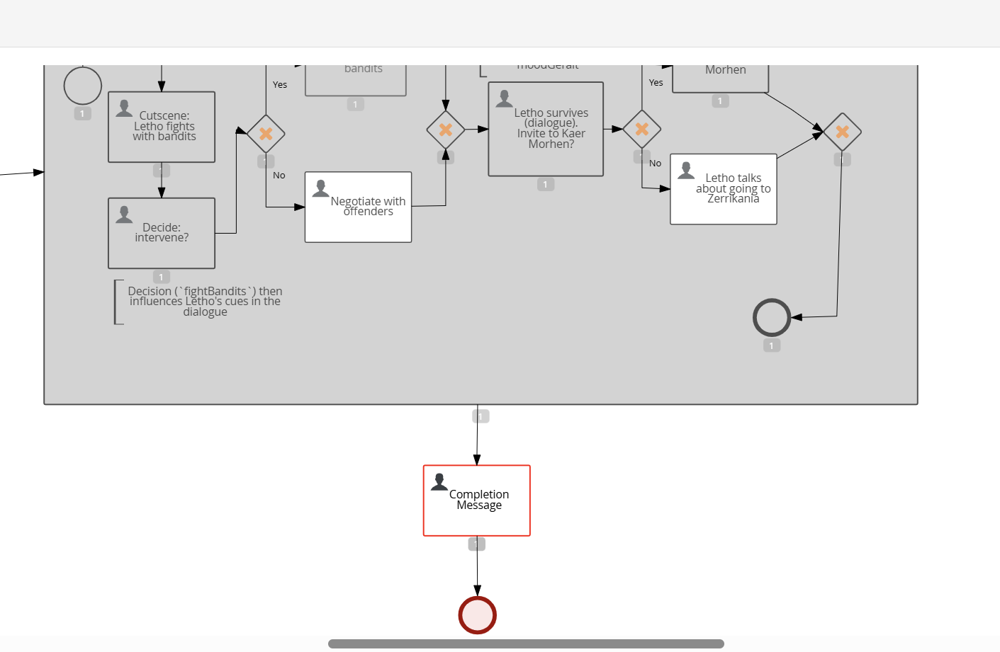 bandits
moodGeralt
Morhen
Yes
Yes
1
1
1
Cutscene:
Letho fights
with bandits
Letho survives
(dialogue).
Invite to Kaer
Morhen?
1
No
No
1
Negotiate with
offenders
Letho talks
about going to
Zerrikania
Decide:
intervene?
1
Decision (`fightBandits`) then
influences Letho's cues in the
dialogue
1
1
Completion
Message
1